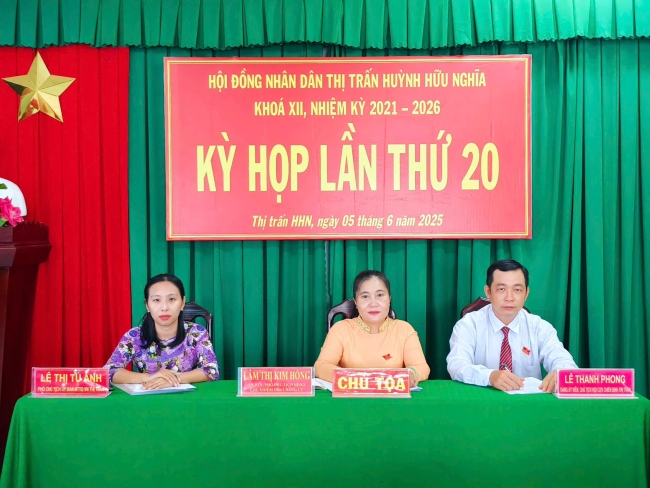 HỘI ĐỒNG NHÂN DÂN THỊ TRẤN HUỲNH HỮU NGHĨA
KHOÁ XII, NHIỆM KỲ 2021 – 2026
KỲ HỌP LẦN THỨ 20
Thị trấn HHN, ngày 05 tháng 6 năm 2025
LÊ THỊ TÚ ANH
LÂM THỊ KIM HỒNG
CHỦ TỌA
LÊ THANH PHONG